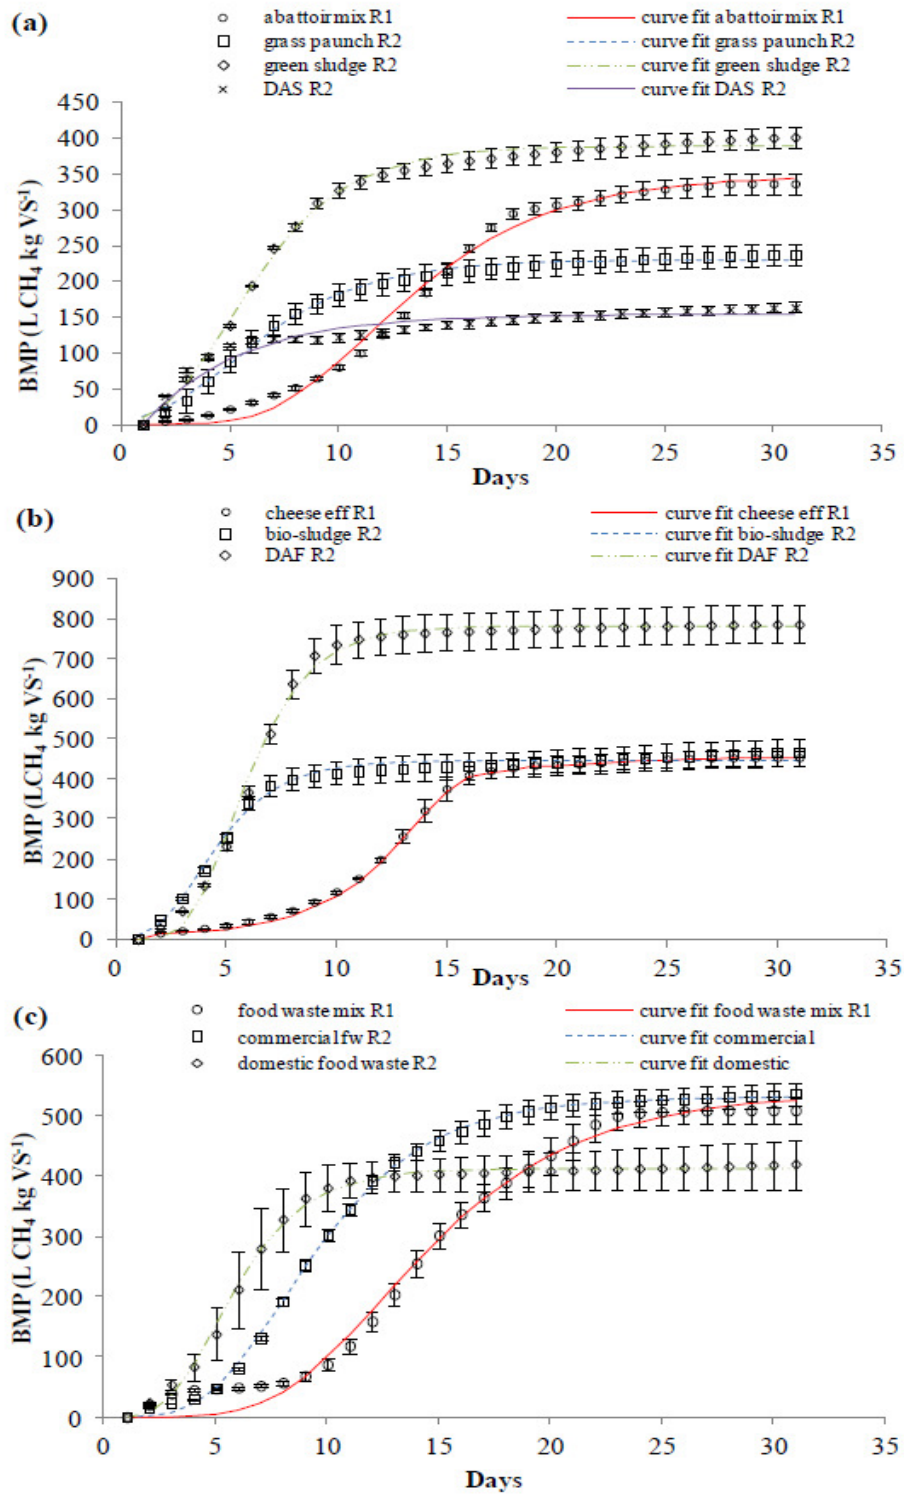 (a)
abattoir mix R1 curve fit abattoir mix R1
grass paunch R2 curve fit grass paunch R2
green sludge R2 curve fit green sludge R2
DAS R2 curve fit DAS R2
BMP (L CH4 kg VS-1)
450
400
350
300
250
200
150
100
50
0
0 5 10 15 20 25 30 35
Days
(b)
cheese eff R1 curve fit cheese eff R1
bio-sludge R2 curve fit bio-sludge R2
DAF R2 curve fit DAF R2
BMP (LCH4 kg VS-1)
900
800
700
600
500
400
300
200
100
0
0 5 10 15 20 25 30 35
Days
(c)
food waste mix R1 curve fit food waste mix R1
commercial fw R2 curve fit commercial
domestic food waste R2 curve fit domestic
BMP (L CH4 kg VS-1)
600
500
400
300
200
100
0
0 5 10 15 20 25 30 35
Days